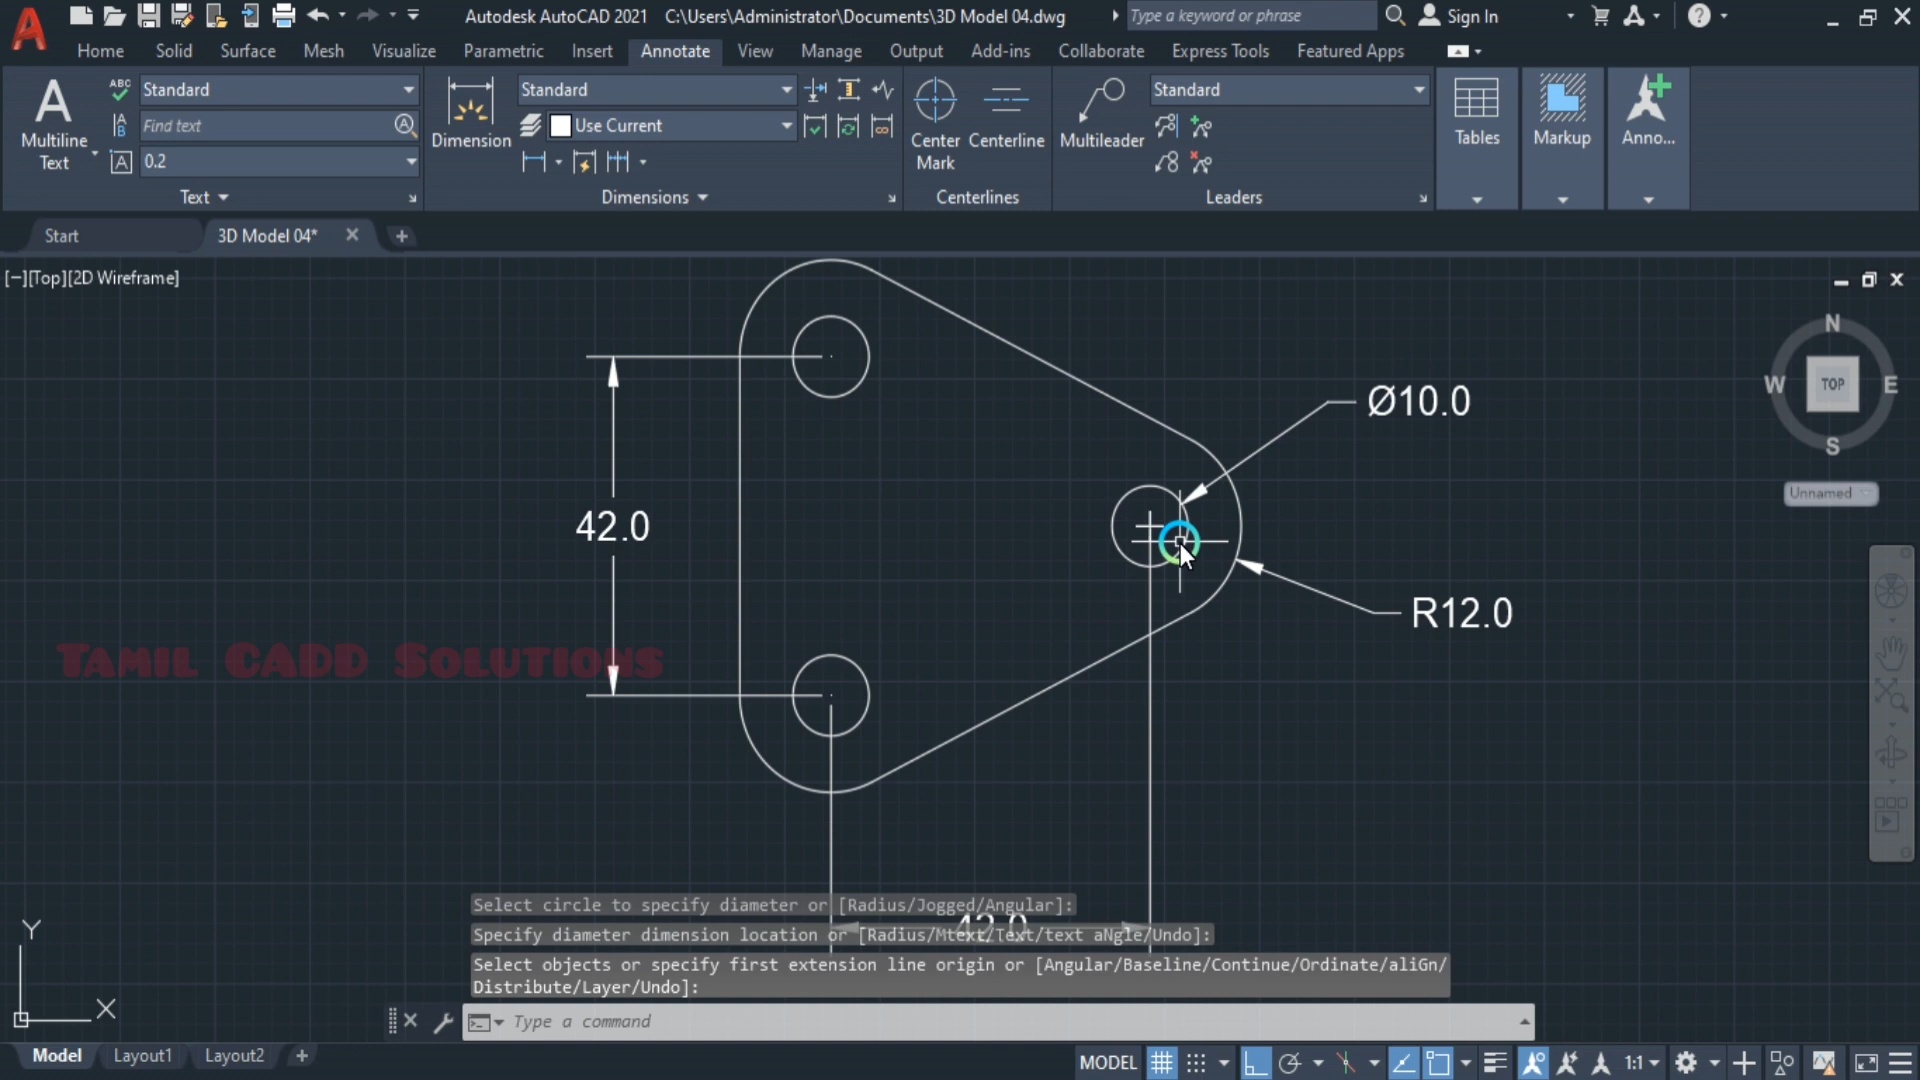 Autodesk AutoCAD 2021 C:\Users\Administrator\Documents\3D Model 04.dwg Type a keyword or phrase Sign In
Home Solid Surface Mesh Visualize Parametric Insert Annotate View Manage Output Add-ins Collaborate Express Tools Featured Apps
Multiline Text
ABC Standard
Find text
0.2
Text
Dimension
Standard
Use Current
Dimensions
Center Mark
Centerline
Centerlines
Multileader
Standard
Leaders
Tables
Markup
Anno...
Start 3D Model 04*
[−][Top][2D Wireframe]
N
W TOP E
S
Unnamed
Ø10.0
42.0
R12.0
TAMIL CADD SOLUTIONS
42.0
Select circle to specify diameter or [Radius/Jogged/Angular]:
Specify diameter dimension location or [Radius/Mtext/Text/text aNgle/Undo]:
Select objects or specify first extension line origin or [Angular/Baseline/Continue/Ordinate/aliGn/
Distribute/Layer/Undo]:
Y
X
Type a command
Model Layout1 Layout2
MODEL 1:1